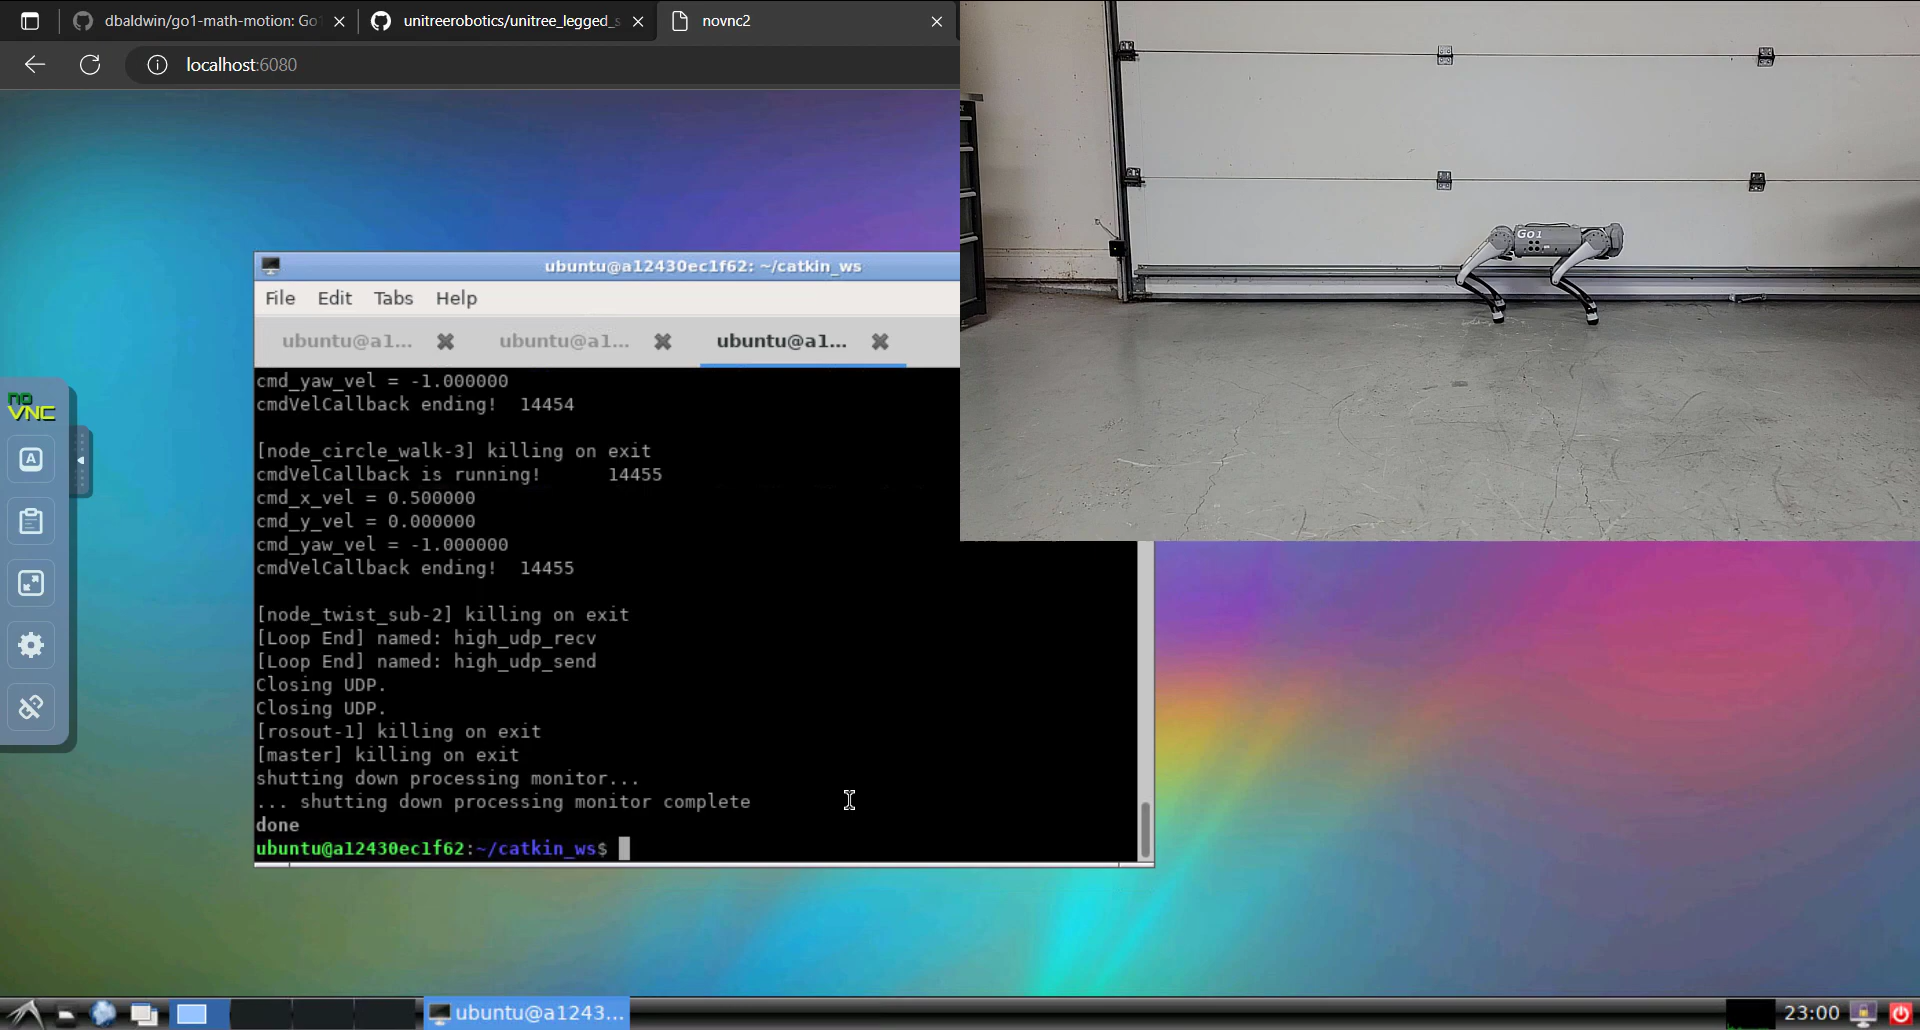 dbaldwin/go1-math-motion: Go
unitreerobotics/unitree_legged_s
novnc2
localhost:6080
ubuntu@a12430ec1f62: ~/catkin_ws
File Edit Tabs Help
ubuntu@a1...
ubuntu@a1...
ubuntu@a1...
cmd_yaw_vel = -1.000000
cmdVelCallback ending! 14454
[node_circle_walk-3] killing on exit
cmdVelCallback is running! 14455
cmd_x_vel = 0.500000
cmd_y_vel = 0.000000
cmd_yaw_vel = -1.000000
cmdVelCallback ending! 14455
[node_twist_sub-2] killing on exit
[Loop End] named: high_udp_recv
[Loop End] named: high_udp_send
Closing UDP.
Closing UDP.
[rosout-1] killing on exit
[master] killing on exit
shutting down processing monitor...
... shutting down processing monitor complete
done
ubuntu@a12430ec1f62:~/catkin_ws$
no
VNC
A
Go1
ubuntu@a1243...
23:00